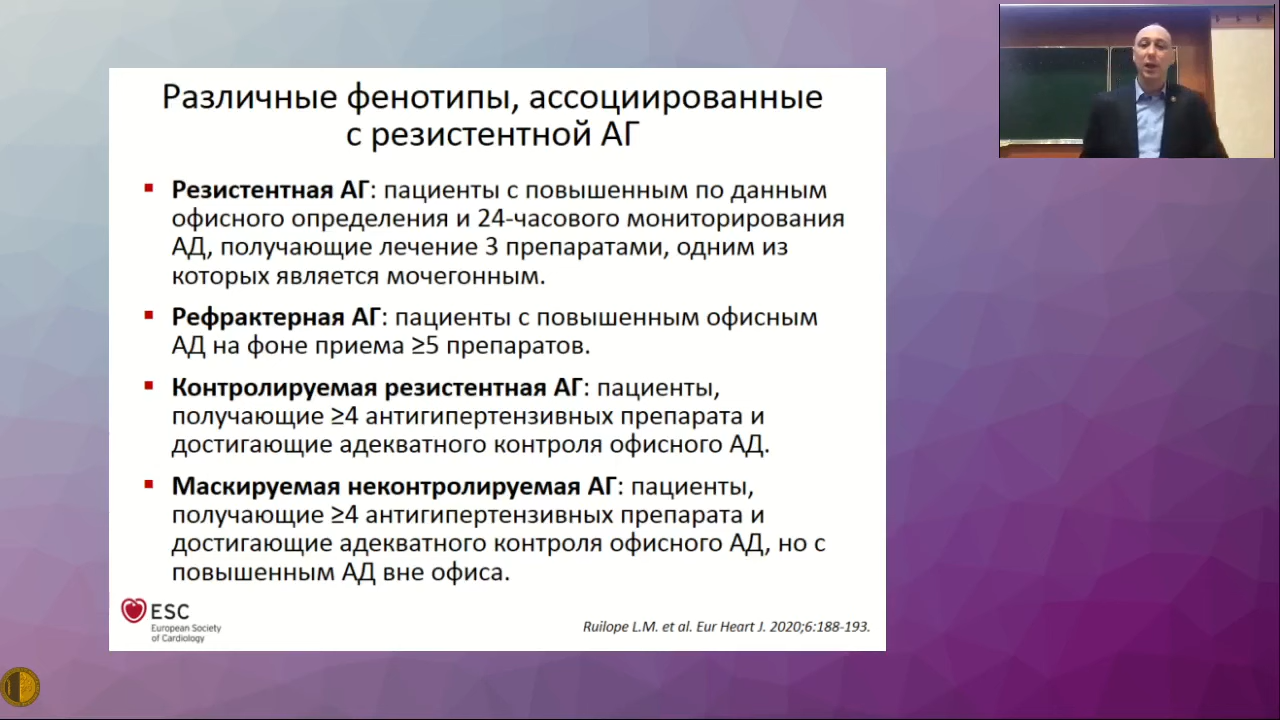 Различные фенотипы, ассоциированные
с резистентной АГ
▪ Резистентная АГ: пациенты с повышенным по данным
офисного определения и 24-часового мониторирования
АД, получающие лечение 3 препаратами, одним из
которых является мочегонным.
▪ Рефрактерная АГ: пациенты с повышенным офисным
АД на фоне приема ≥5 препаратов.
▪ Контролируемая резистентная АГ: пациенты,
получающие ≥4 антигипертензивных препарата и
достигающие адекватного контроля офисного АД.
▪ Маскируемая неконтролируемая АГ: пациенты,
получающие ≥4 антигипертензивных препарата и
достигающие адекватного контроля офисного АД, но с
повышенным АД вне офиса.
ESC
European Society
of Cardiology
Ruilope L.M. et al. Eur Heart J. 2020;6:188-193.